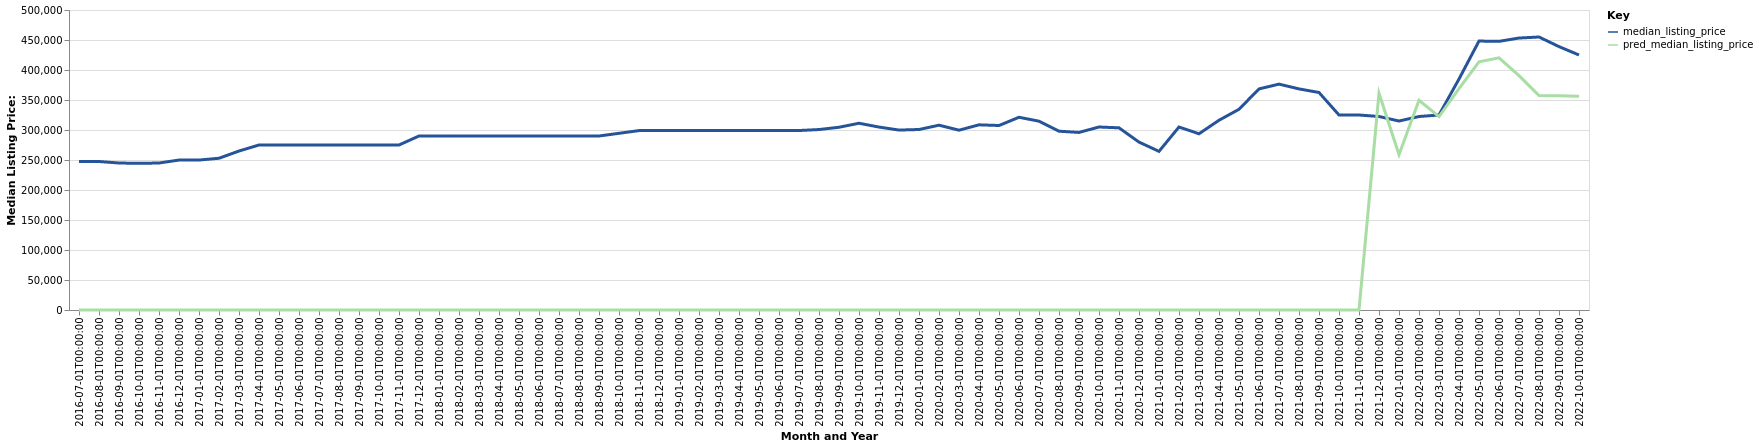 500,000
450,000
400,000
350,000
300,000
250,000
200,000
150,000
100,000
50,000
0
Median Listing Price:
2016-07-01T00:00:00
2016-08-01T00:00:00
2016-09-01T00:00:00
2016-10-01T00:00:00
2016-11-01T00:00:00
2016-12-01T00:00:00
2017-01-01T00:00:00
2017-02-01T00:00:00
2017-03-01T00:00:00
2017-04-01T00:00:00
2017-05-01T00:00:00
2017-06-01T00:00:00
2017-07-01T00:00:00
2017-08-01T00:00:00
2017-09-01T00:00:00
2017-10-01T00:00:00
2017-11-01T00:00:00
2017-12-01T00:00:00
2018-01-01T00:00:00
2018-02-01T00:00:00
2018-03-01T00:00:00
2018-04-01T00:00:00
2018-05-01T00:00:00
2018-06-01T00:00:00
2018-07-01T00:00:00
2018-08-01T00:00:00
2018-09-01T00:00:00
2018-10-01T00:00:00
2018-11-01T00:00:00
2018-12-01T00:00:00
2019-01-01T00:00:00
2019-02-01T00:00:00
2019-03-01T00:00:00
2019-04-01T00:00:00
2019-05-01T00:00:00
2019-06-01T00:00:00
2019-07-01T00:00:00
2019-08-01T00:00:00
2019-09-01T00:00:00
2019-10-01T00:00:00
2019-11-01T00:00:00
2019-12-01T00:00:00
2020-01-01T00:00:00
2020-02-01T00:00:00
2020-03-01T00:00:00
2020-04-01T00:00:00
2020-05-01T00:00:00
2020-06-01T00:00:00
2020-07-01T00:00:00
2020-08-01T00:00:00
2020-09-01T00:00:00
2020-10-01T00:00:00
2020-11-01T00:00:00
2020-12-01T00:00:00
2021-01-01T00:00:00
2021-02-01T00:00:00
2021-03-01T00:00:00
2021-04-01T00:00:00
2021-05-01T00:00:00
2021-06-01T00:00:00
2021-07-01T00:00:00
2021-08-01T00:00:00
2021-09-01T00:00:00
2021-10-01T00:00:00
2021-11-01T00:00:00
2021-12-01T00:00:00
2022-01-01T00:00:00
2022-02-01T00:00:00
2022-03-01T00:00:00
2022-04-01T00:00:00
2022-05-01T00:00:00
2022-06-01T00:00:00
2022-07-01T00:00:00
2022-08-01T00:00:00
2022-09-01T00:00:00
2022-10-01T00:00:00
Month and Year
Key
median_listing_price
pred_median_listing_price